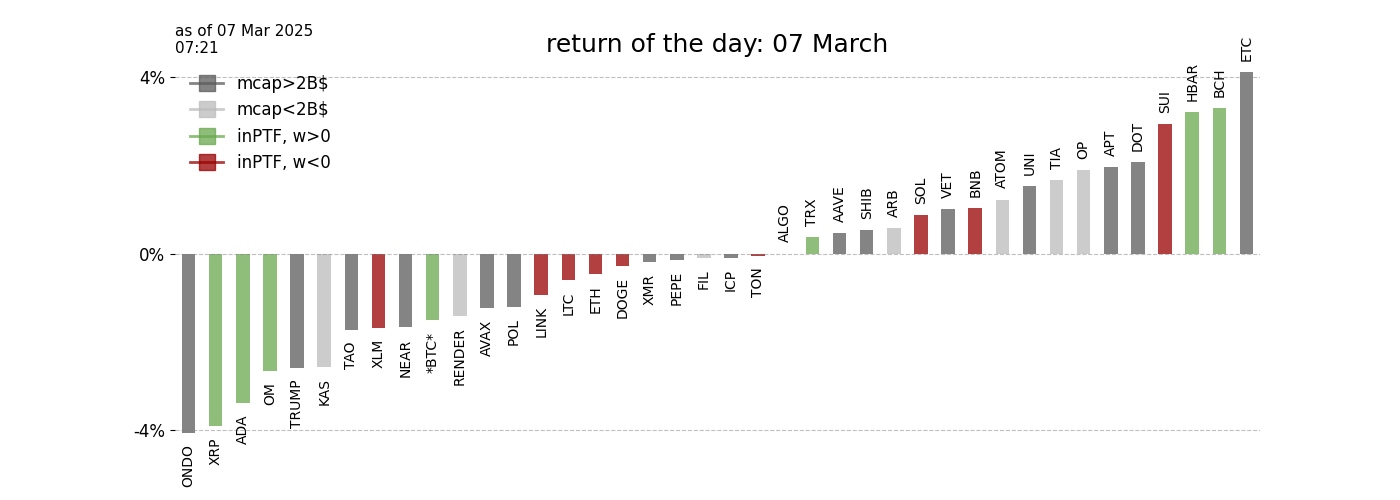 as of 07 Mar 2025
07:21
return of the day: 07 March
4%
0%
-4%
mcap>2B$
mcap<2B$
inPTF, w>0
inPTF, w<0
ONDO
XRP
ADA
OM
TRUMP
KAS
TAO
XLM
NEAR
*BTC*
RENDER
AVAX
POL
LINK
LTC
ETH
DOGE
XMR
PEPE
FIL
ICP
TON
ALGO
TRX
AAVE
SHIB
ARB
SOL
VET
BNB
ATOM
UNI
TIA
OP
APT
DOT
SUI
HBAR
BCH
ETC